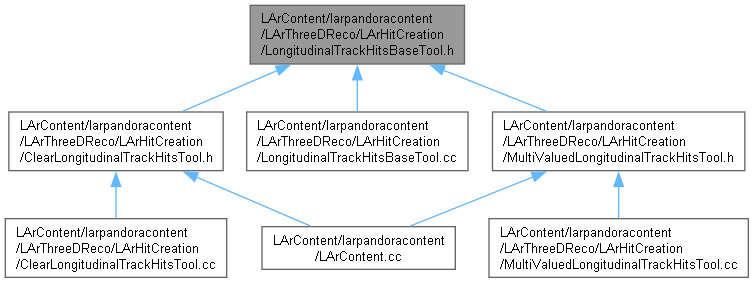 LArContent/larpandoracontent
/LArThreeDReco/LArHitCreation
/LongitudinalTrackHitsBaseTool.h
LArContent/larpandoracontent
/LArThreeDReco/LArHitCreation
/ClearLongitudinalTrackHitsTool.h
LArContent/larpandoracontent
/LArThreeDReco/LArHitCreation
/LongitudinalTrackHitsBaseTool.cc
LArContent/larpandoracontent
/LArThreeDReco/LArHitCreation
/MultiValuedLongitudinalTrackHitsTool.h
LArContent/larpandoracontent
/LArThreeDReco/LArHitCreation
/ClearLongitudinalTrackHitsTool.cc
LArContent/larpandoracontent
/LArContent.cc
LArContent/larpandoracontent
/LArThreeDReco/LArHitCreation
/MultiValuedLongitudinalTrackHitsTool.cc